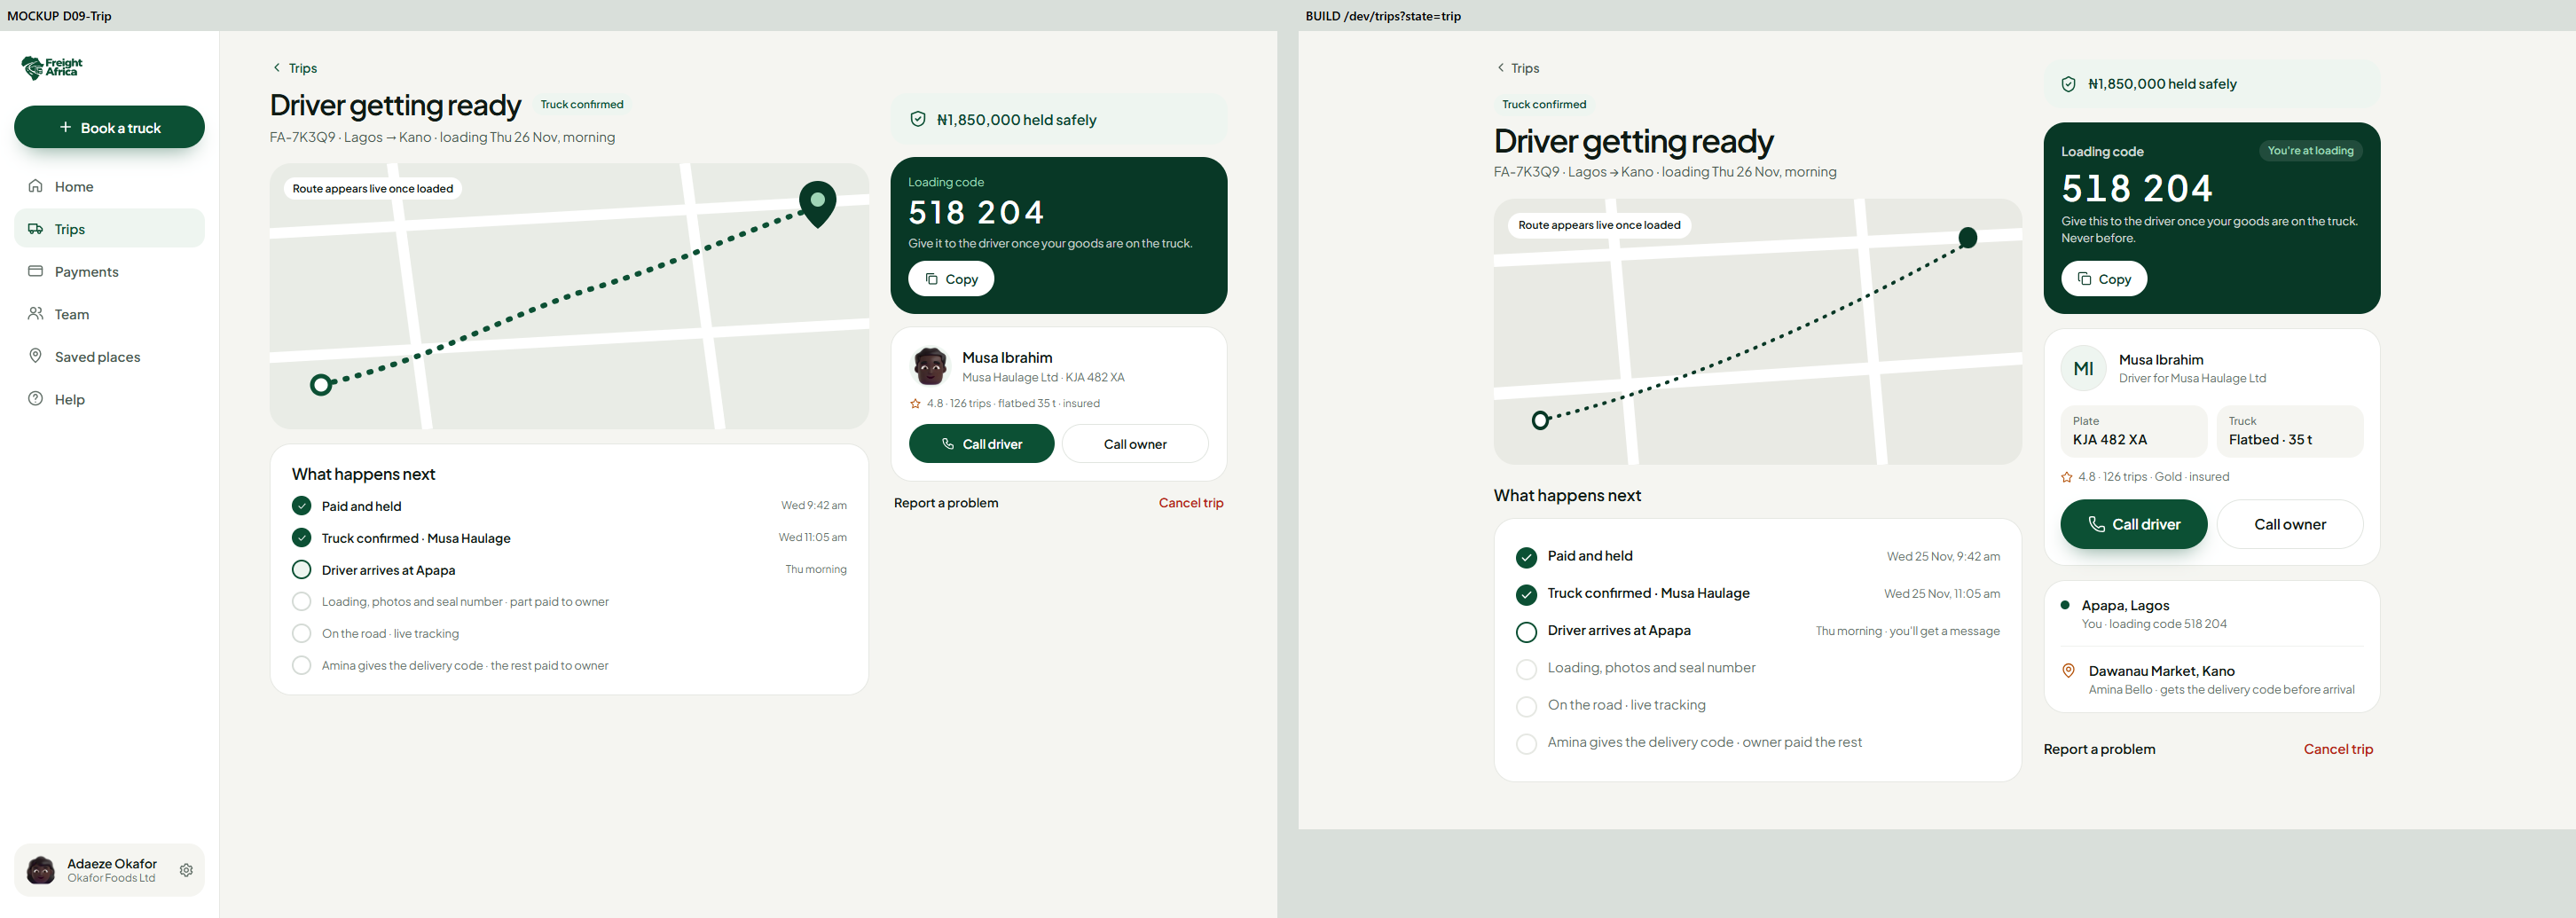 MOCKUP D09-Trip
Freight
Africa
Book a truck
Home
Trips
Payments
Team
Saved places
Help
Adaeze Okafor
Okafor Foods Ltd
Trips
Driver getting ready
Truck confirmed
FA-7K3Q9 · Lagos → Kano · loading Thu 26 Nov, morning
Route appears live once loaded
What happens next
Paid and held
Wed 9:42 am
Truck confirmed · Musa Haulage
Wed 11:05 am
Driver arrives at Apapa
Thu morning
Loading, photos and seal number · part paid to owner
On the road · live tracking
Amina gives the delivery code · the rest paid to owner
₦1,850,000 held safely
Loading code
518 204
Give it to the driver once your goods are on the truck.
Copy
Musa Ibrahim
Musa Haulage Ltd · KJA 482 XA
4.8 · 126 trips · flatbed 35 t · insured
Call driver
Call owner
Report a problem
Cancel trip
BUILD /dev/trips?state=trip
Trips
Truck confirmed
Driver getting ready
FA-7K3Q9 · Lagos → Kano · loading Thu 26 Nov, morning
Route appears live once loaded
What happens next
Paid and held
Wed 25 Nov, 9:42 am
Truck confirmed · Musa Haulage
Wed 25 Nov, 11:05 am
Driver arrives at Apapa
Thu morning · you'll get a message
Loading, photos and seal number
On the road · live tracking
Amina gives the delivery code · owner paid the rest
₦1,850,000 held safely
Loading code
You're at loading
518 204
Give this to the driver once your goods are on the truck.
Never before.
Copy
MI
Musa Ibrahim
Driver for Musa Haulage Ltd
Plate
KJA 482 XA
Truck
Flatbed · 35 t
4.8 · 126 trips · Gold · insured
Call driver
Call owner
Apapa, Lagos
You · loading code 518 204
Dawanau Market, Kano
Amina Bello · gets the delivery code before arrival
Report a problem
Cancel trip